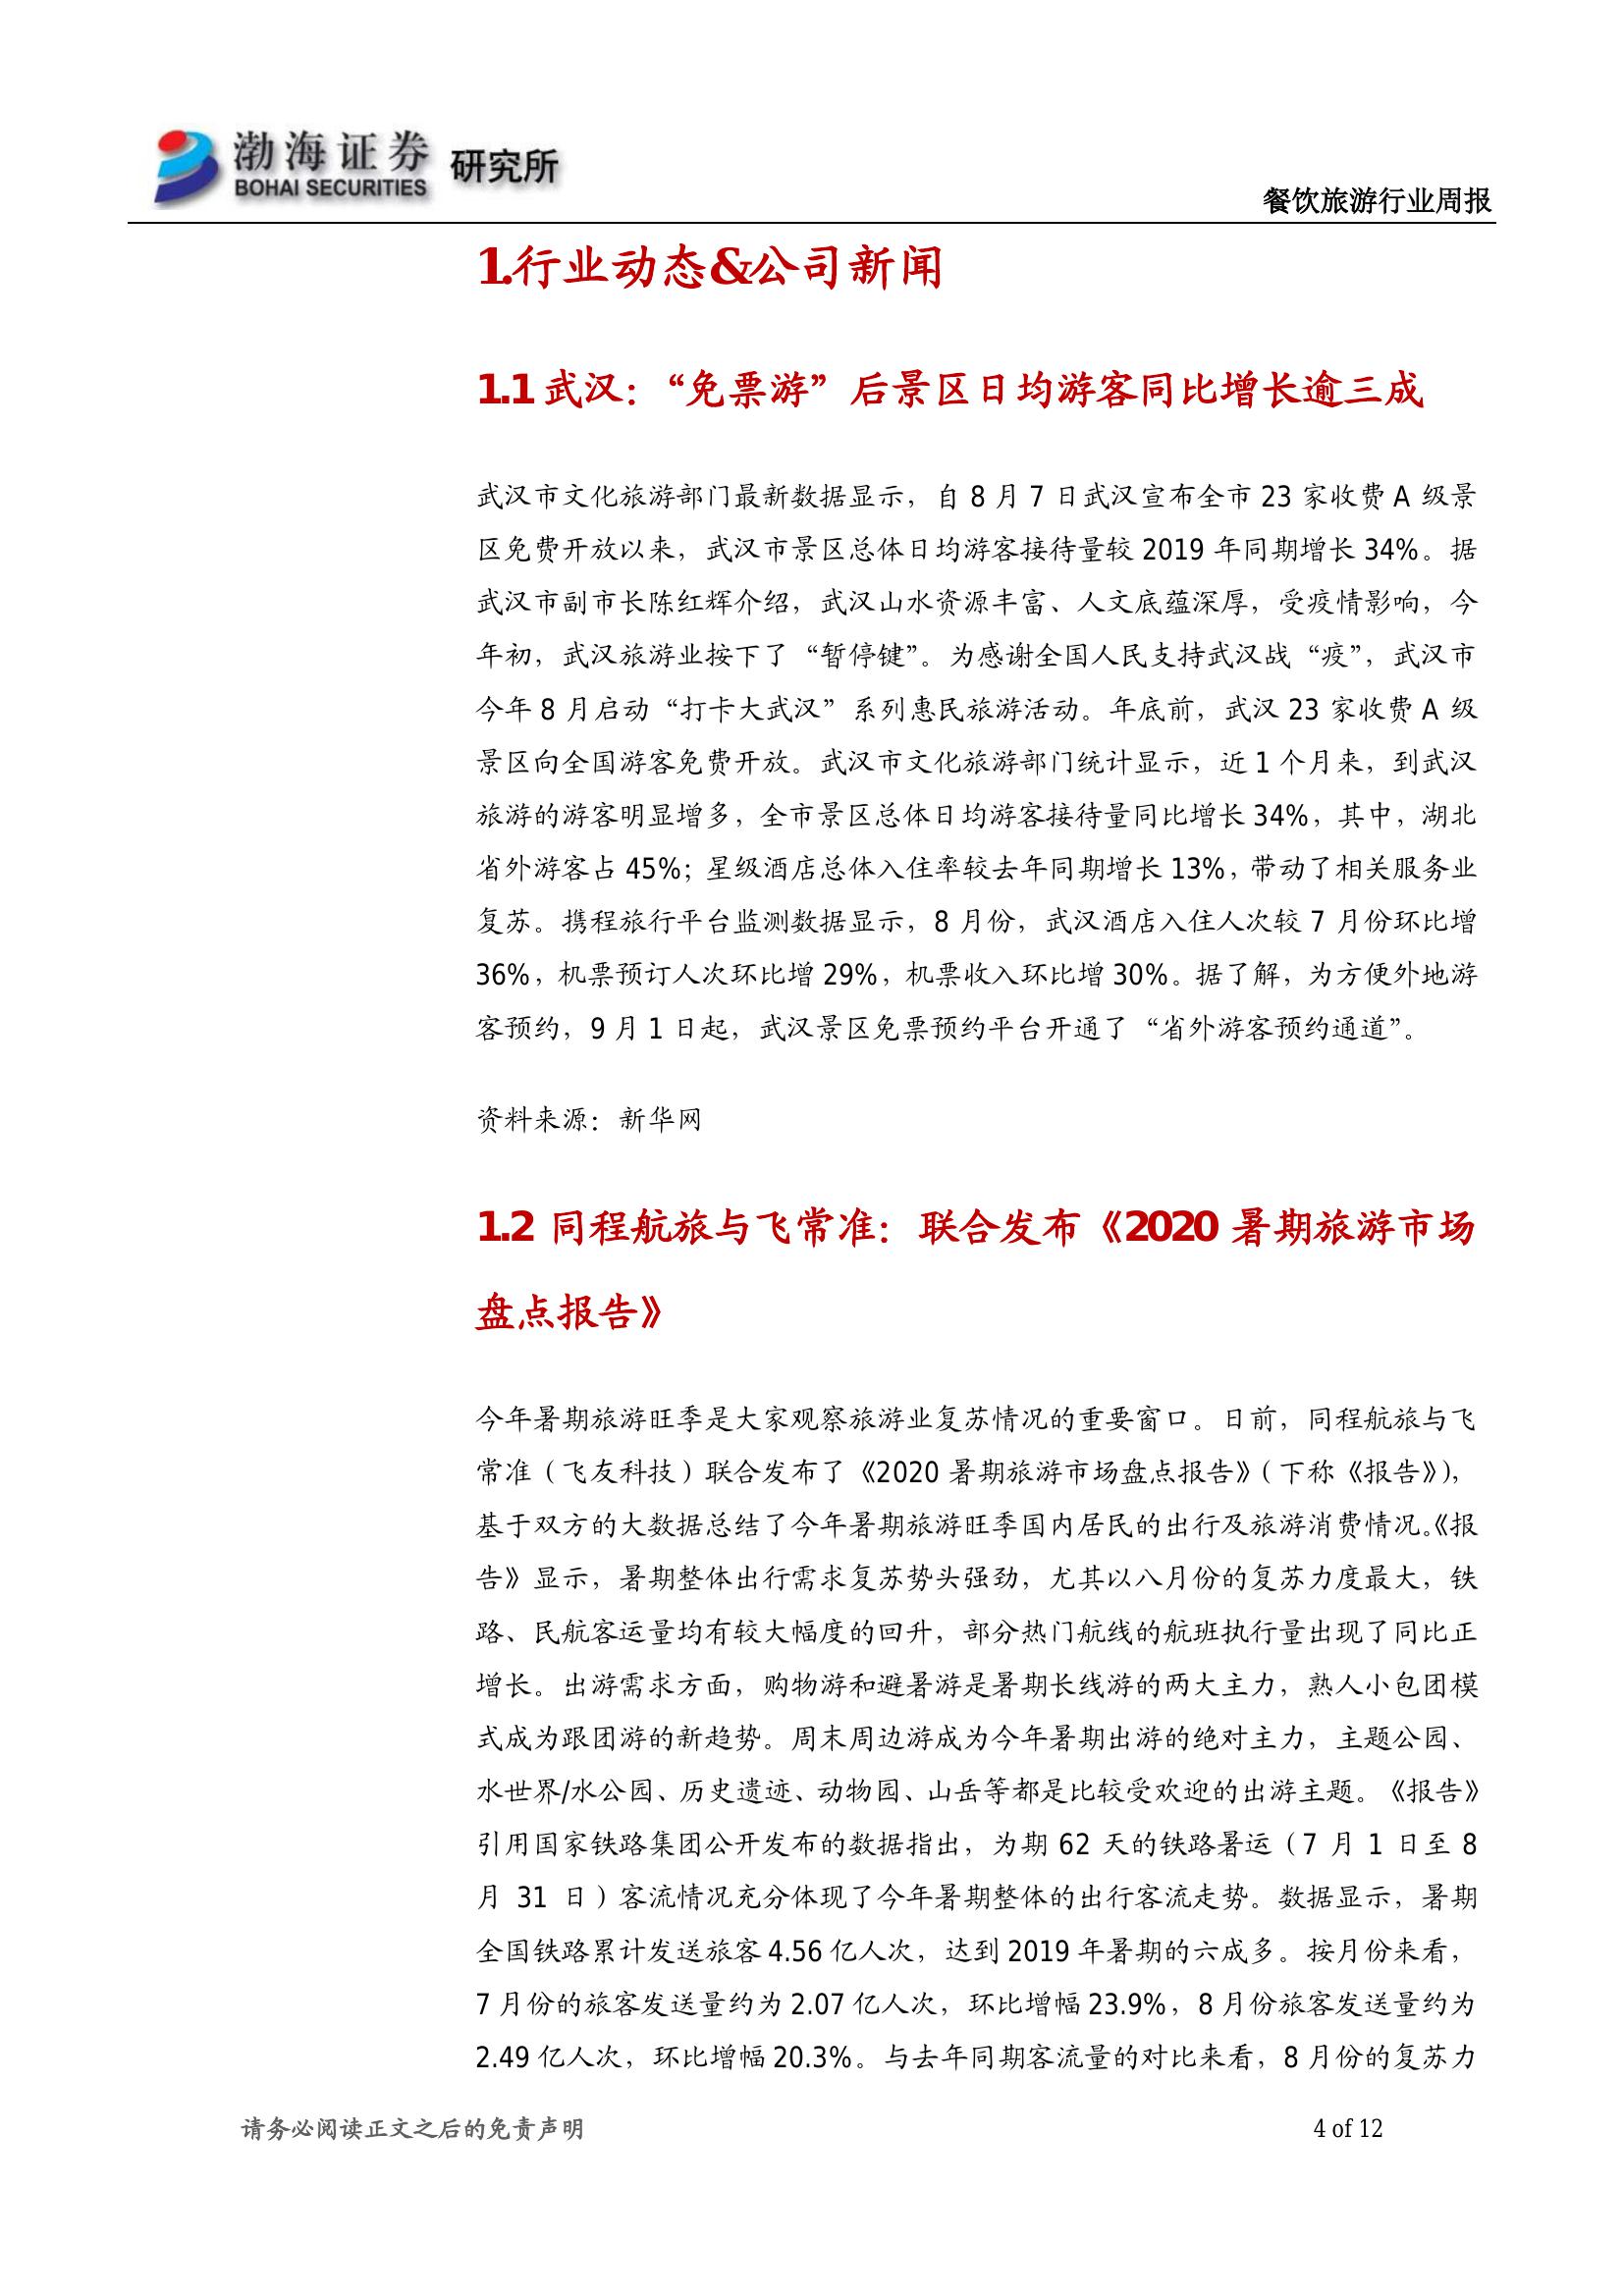 渤海证券 研究所
BOHAI SECURITIES
餐饮旅游行业周报
1.行业动态&公司新闻
1.1 武汉：“免票游”后景区日均游客同比增长逾三成
武汉市文化旅游部门最新数据显示，自 8 月 7 日武汉宣布全市 23 家收费 A 级景
区免费开放以来，武汉市景区总体日均游客接待量较 2019 年同期增长 34%。据
武汉市副市长陈红辉介绍，武汉山水资源丰富、人文底蕴深厚，受疫情影响，今
年初，武汉旅游业按下了“暂停键”。为感谢全国人民支持武汉战“疫”，武汉市
今年 8 月启动“打卡大武汉”系列惠民旅游活动。年底前，武汉 23 家收费 A 级
景区向全国游客免费开放。武汉市文化旅游部门统计显示，近 1 个月来，到武汉
旅游的游客明显增多，全市景区总体日均游客接待量同比增长 34%，其中，湖北
省外游客占 45%；星级酒店总体入住率较去年同期增长 13%，带动了相关服务业
复苏。携程旅行平台监测数据显示，8 月份，武汉酒店入住人次较 7 月份环比增
36%，机票预订人次环比增 29%，机票收入环比增 30%。据了解，为方便外地游
客预约，9 月 1 日起，武汉景区免票预约平台开通了“省外游客预约通道”。
资料来源：新华网
1.2 同程航旅与飞常准：联合发布《2020 暑期旅游市场
盘点报告》
今年暑期旅游旺季是大家观察旅游业复苏情况的重要窗口。日前，同程航旅与飞
常准（飞友科技）联合发布了《2020 暑期旅游市场盘点报告》（下称《报告》），
基于双方的大数据总结了今年暑期旅游旺季国内居民的出行及旅游消费情况。《报
告》显示，暑期整体出行需求复苏势头强劲，尤其以八月份的复苏力度最大，铁
路、民航客运量均有较大幅度的回升，部分热门航线的航班执行量出现了同比正
增长。出游需求方面，购物游和避暑游是暑期长线游的两大主力，熟人小包团模
式成为跟团游的新趋势。周末周边游成为今年暑期出游的绝对主力，主题公园、
水世界/水公园、历史遗迹、动物园、山岳等都是比较受欢迎的出游主题。《报告》
引用国家铁路集团公开发布的数据指出，为期 62 天的铁路暑运（7 月 1 日至 8
月 31 日）客流情况充分体现了今年暑期整体的出行客流走势。数据显示，暑期
全国铁路累计发送旅客 4.56 亿人次，达到 2019 年暑期的六成多。按月份来看，
7 月份的旅客发送量约为 2.07 亿人次，环比增幅 23.9%，8 月份旅客发送量约为
2.49 亿人次，环比增幅 20.3%。与去年同期客流量的对比来看，8 月份的复苏力
请务必阅读正文之后的免责声明
4 of 12